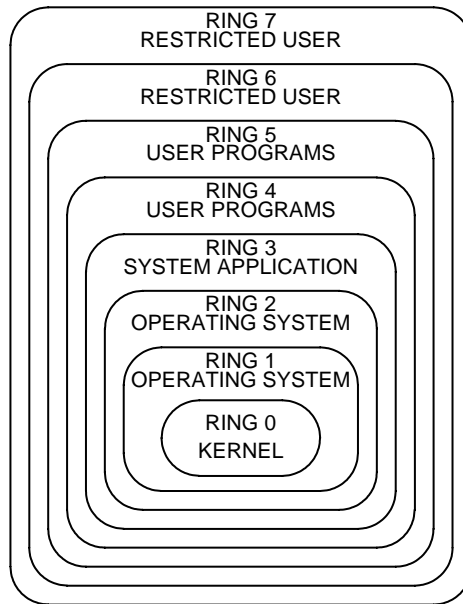 RING 7
RESTRICTED USER
RING 6
RESTRICTED USER
RING 5
USER PROGRAMS
RING 4
USER PROGRAMS
RING 3
SYSTEM APPLICATION
RING 2
OPERATING SYSTEM
RING 1
OPERATING SYSTEM
RING 0
KERNEL